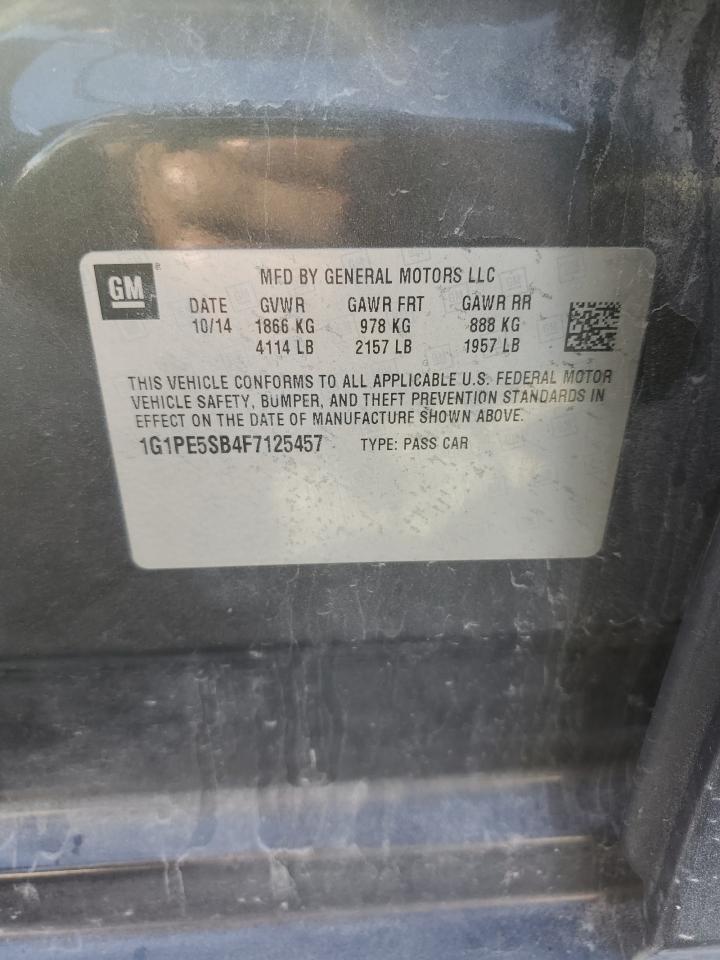 GM ®
MFD BY GENERAL MOTORS LLC
DATE GVWR GAWR FRT GAWR RR
10/14 1866 KG 978 KG 888 KG
4114 LB 2157 LB 1957 LB
THIS VEHICLE CONFORMS TO ALL APPLICABLE U.S. FEDERAL MOTOR
VEHICLE SAFETY, BUMPER, AND THEFT PREVENTION STANDARDS IN
EFFECT ON THE DATE OF MANUFACTURE SHOWN ABOVE.
1G1PE5SB4F7125457 TYPE: PASS CAR